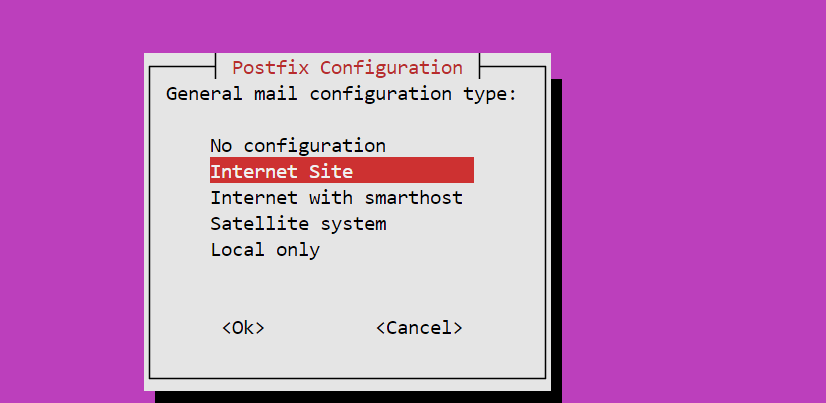 Postfix Configuration
General mail configuration type:
No configuration
Internet Site
Internet with smarthost
Satellite system
Local only
<Ok> <Cancel>